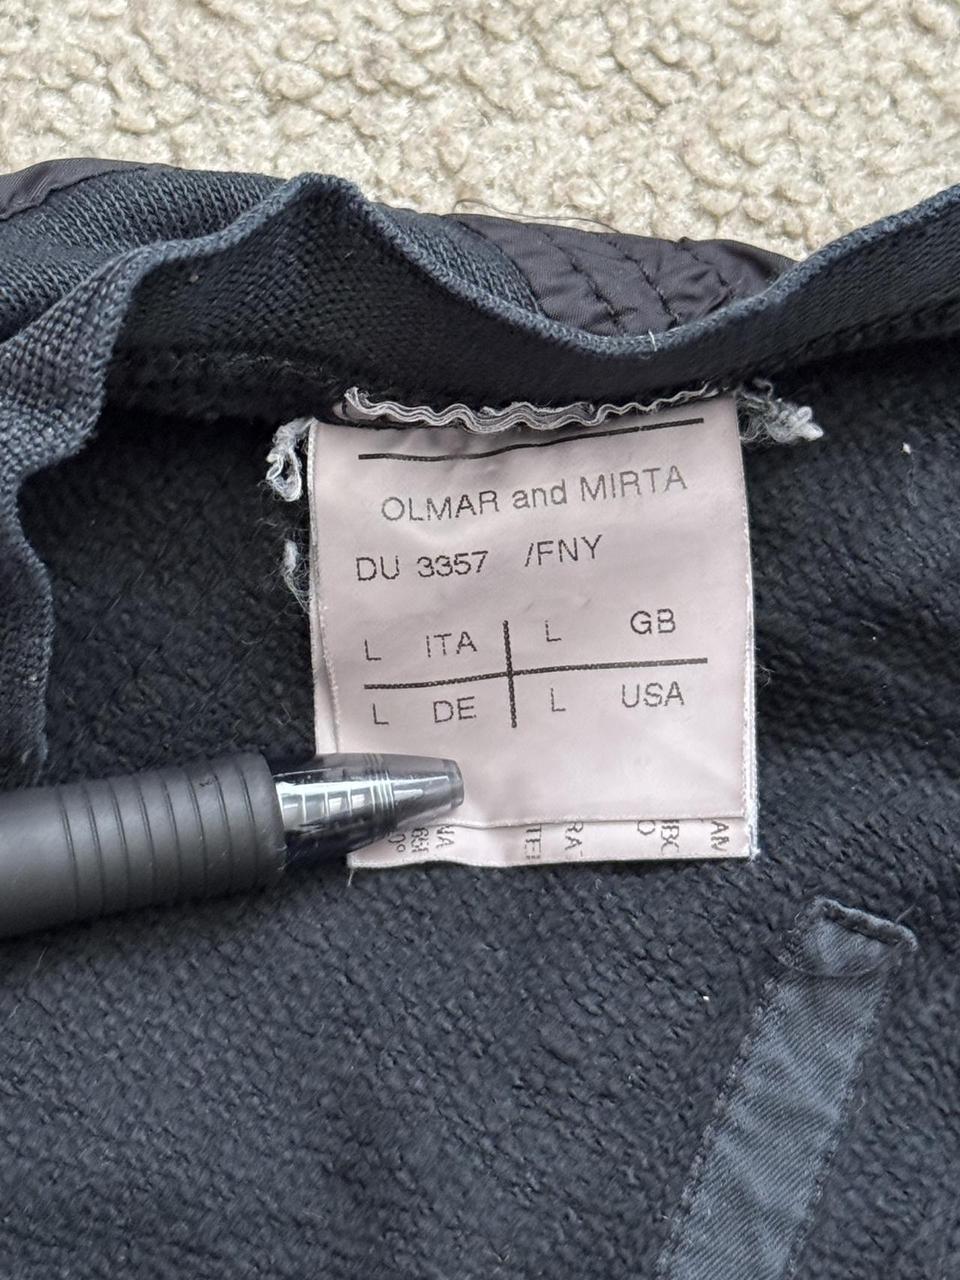 OLMAR and MIRTA
DU 3357 /FNY
L ITA L GB
L DE L USA